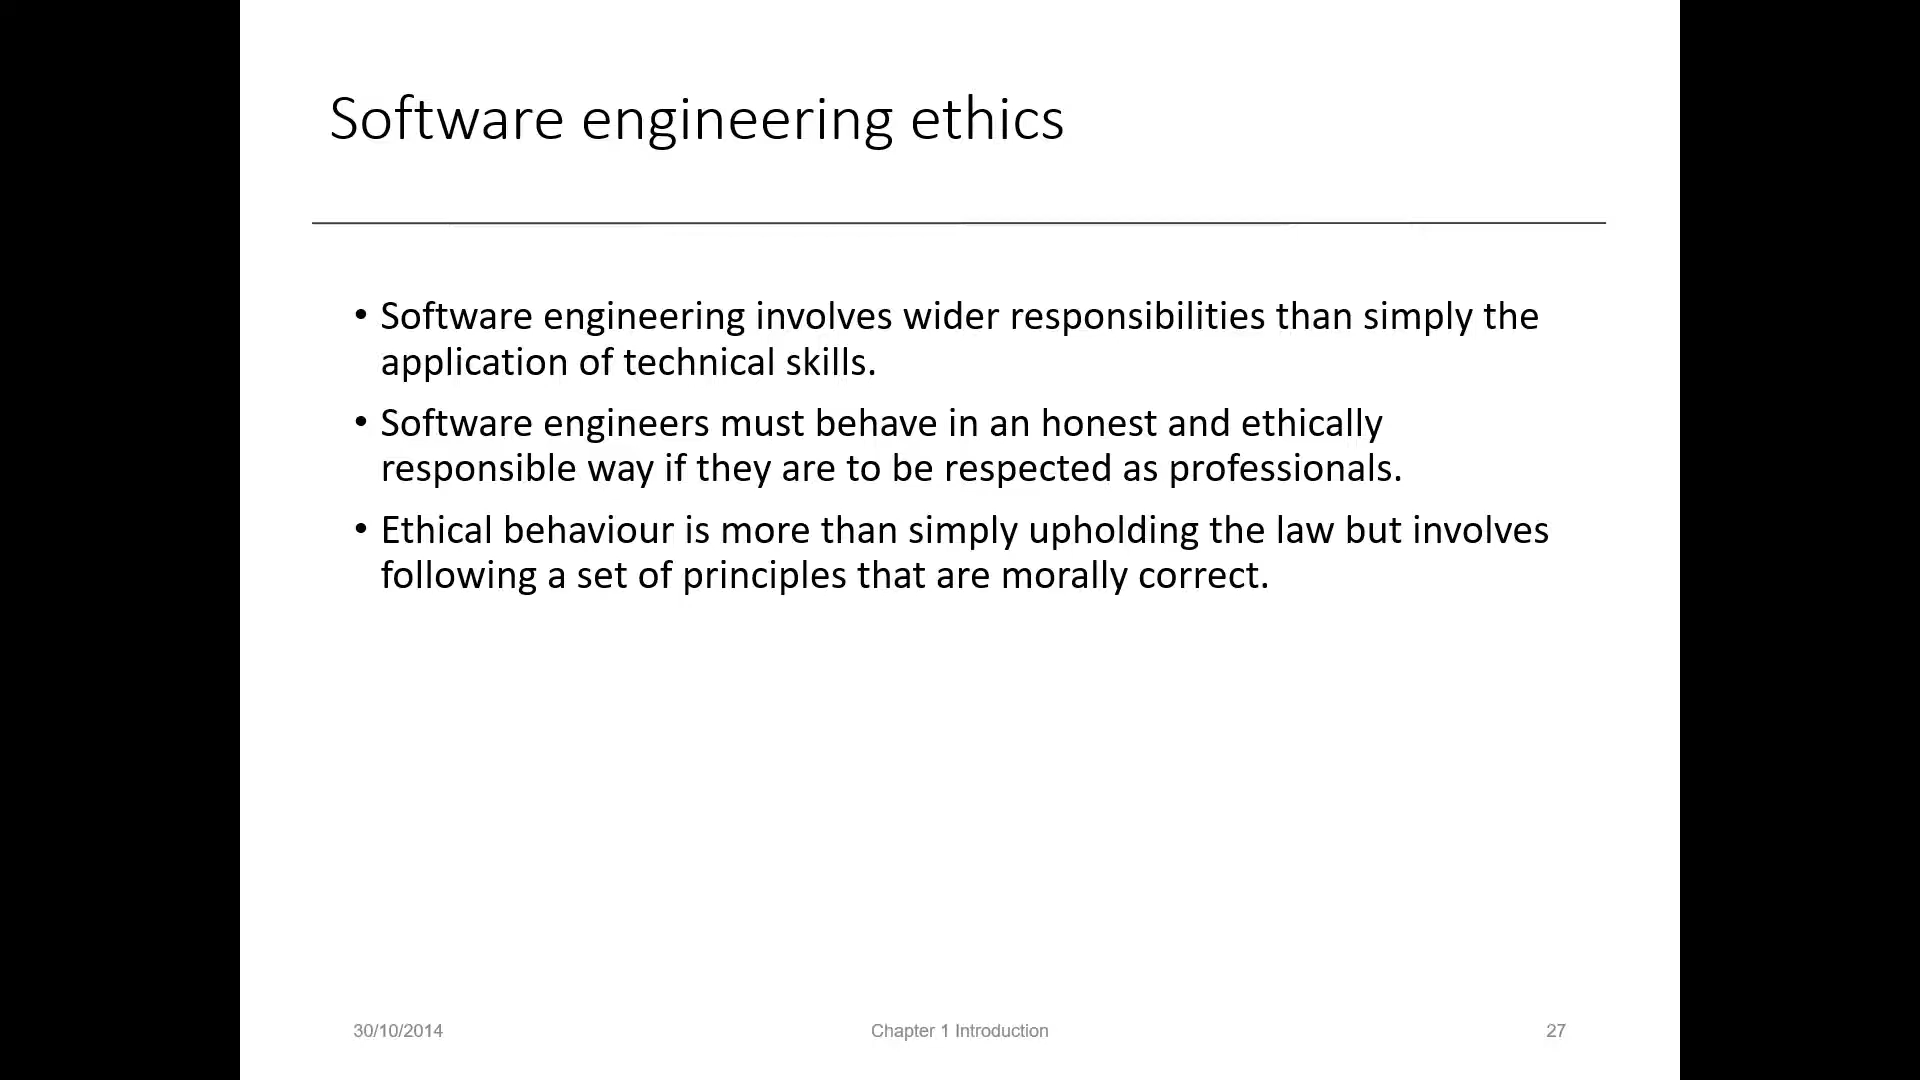 Software engineering ethics
• Software engineering involves wider responsibilities than simply the
application of technical skills.
• Software engineers must behave in an honest and ethically
responsible way if they are to be respected as professionals.
• Ethical behaviour is more than simply upholding the law but involves
following a set of principles that are morally correct.
30/10/2014
Chapter 1 Introduction
27